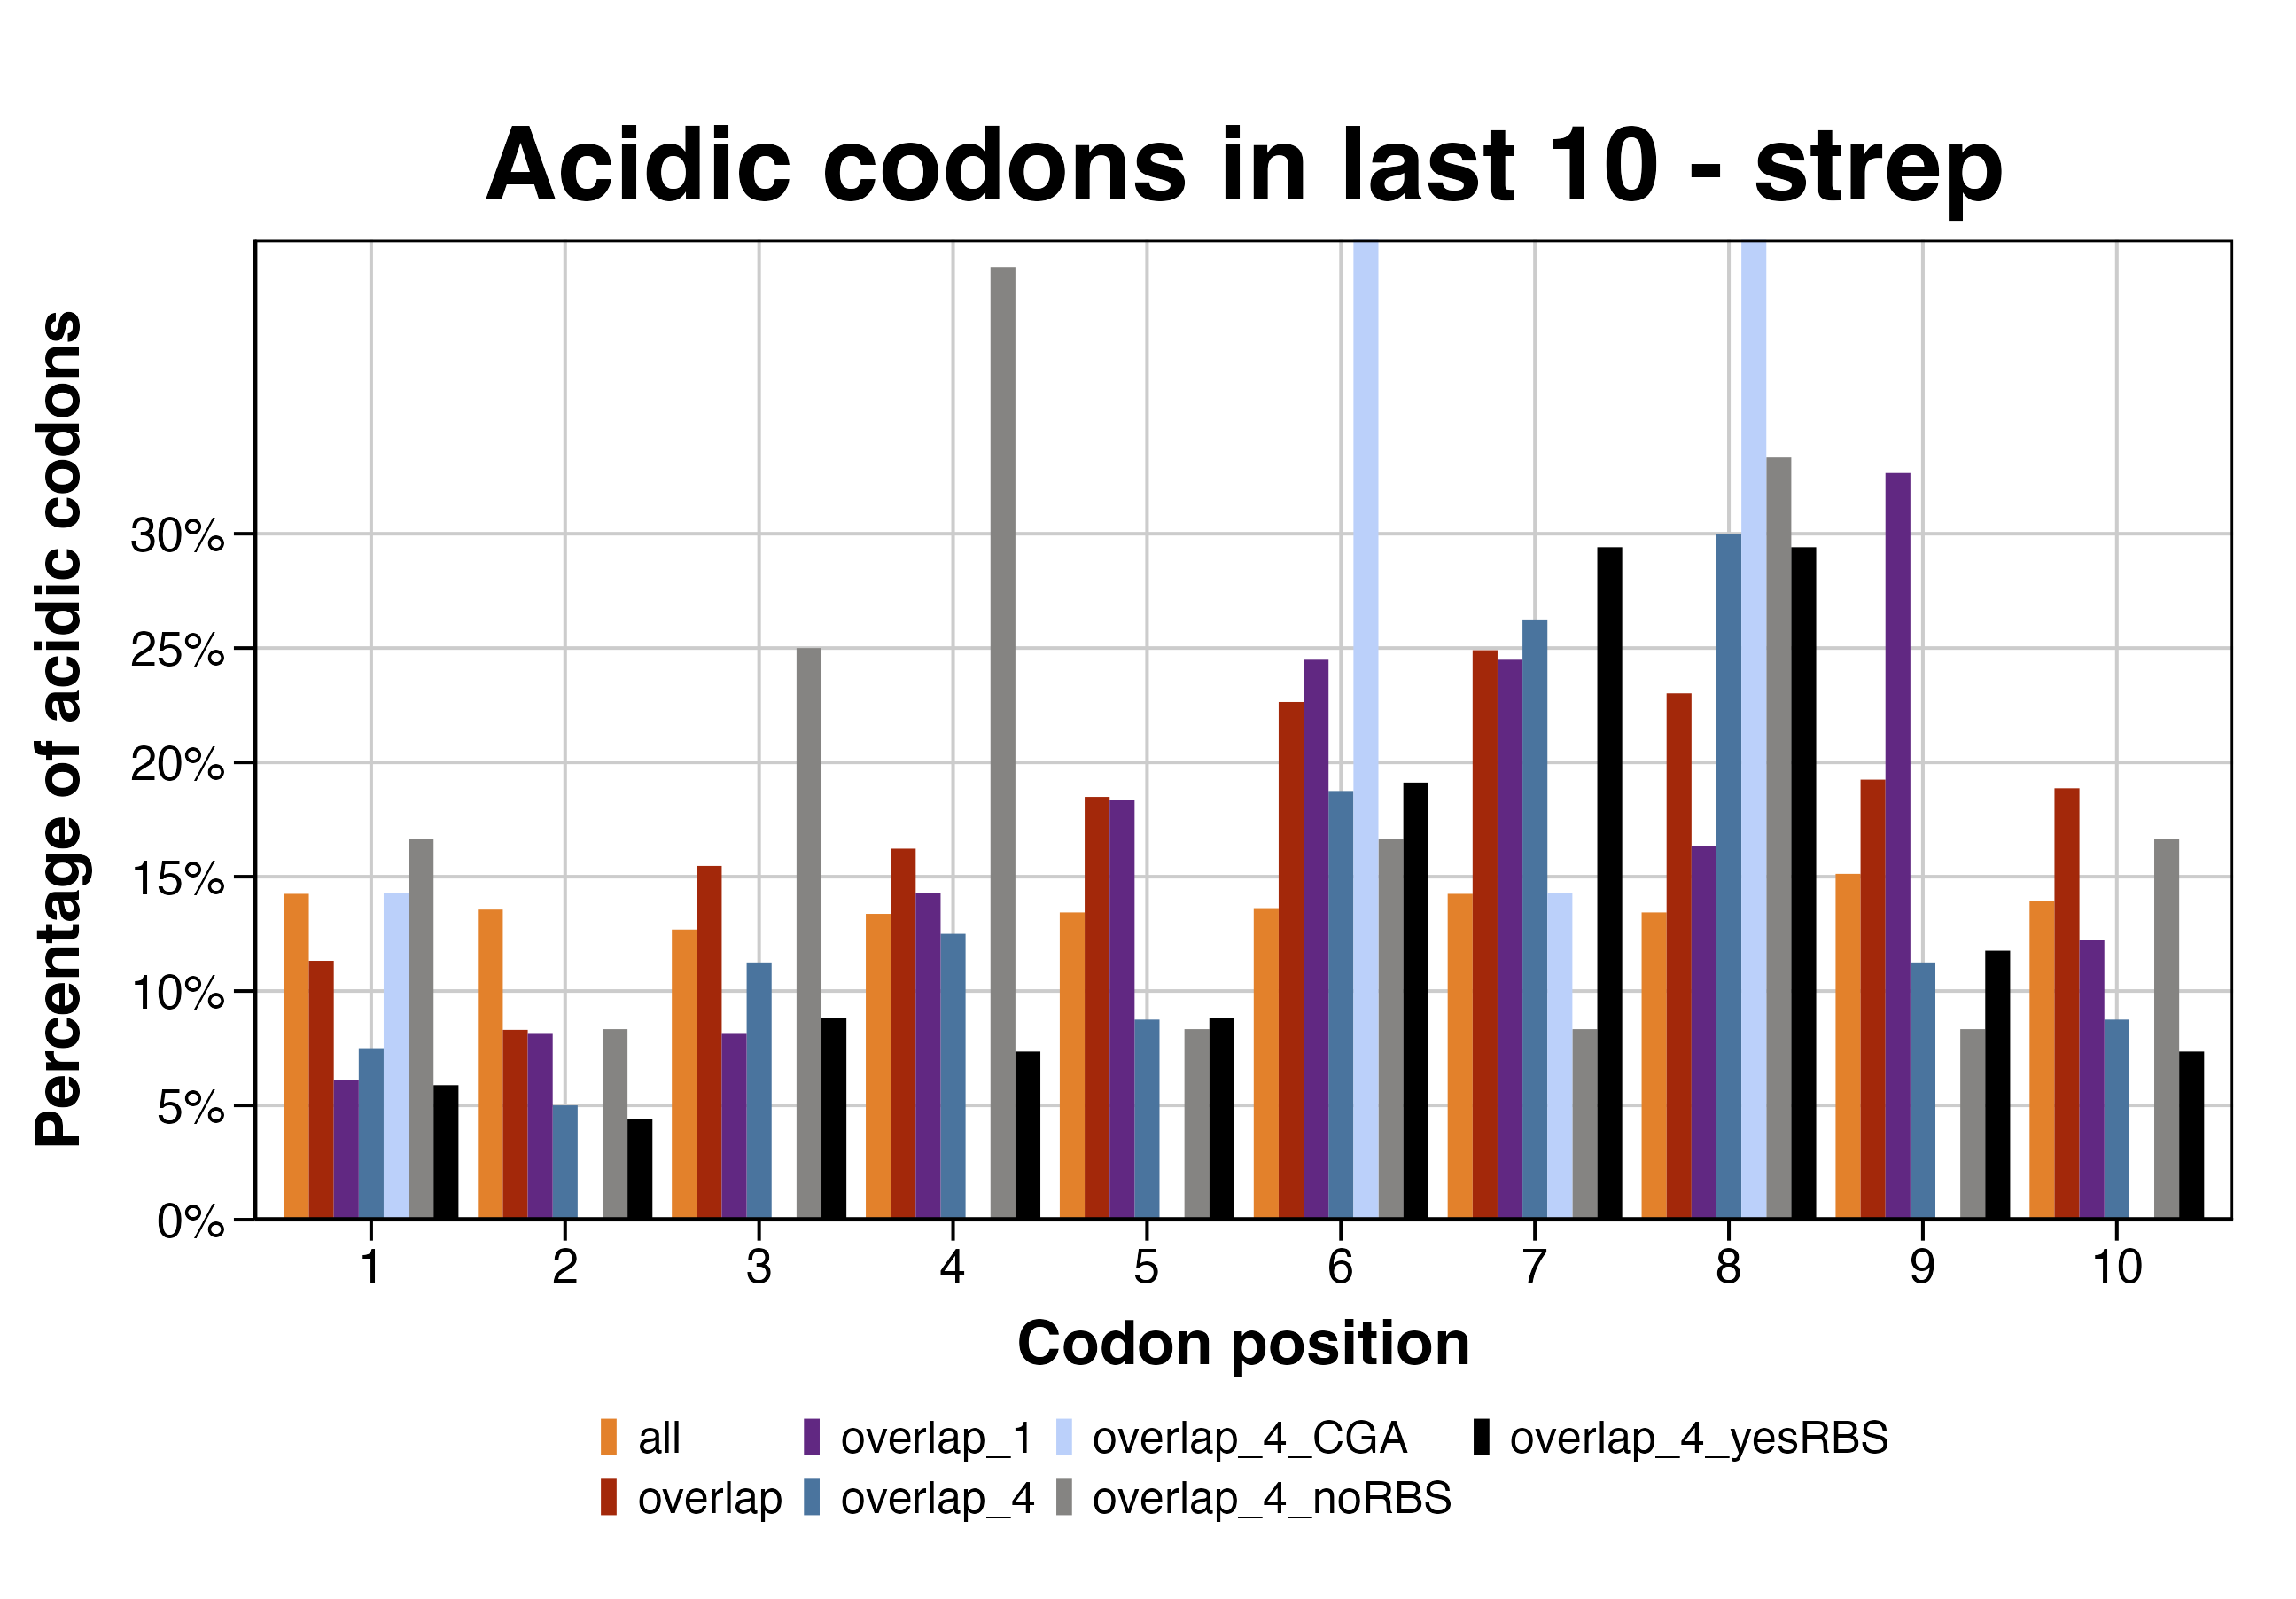 Acidic codons in last 10 - strep
Percentage of acidic codons
30%
25%
20%
15%
10%
5%
0%
1 2 3 4 5 6 7 8 9 10
Codon position
all overlap_1 overlap_4_CGA overlap_4_yesRBS
overlap overlap_4 overlap_4_noRBS